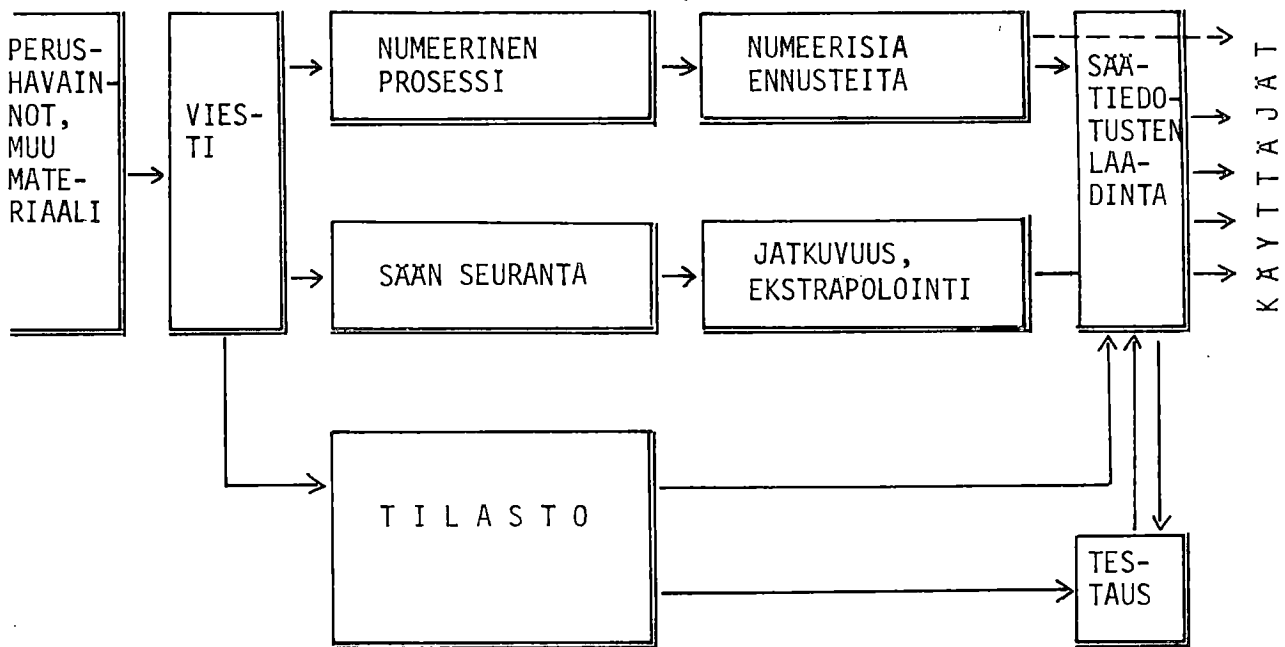 PERUS-
HAVAIN-
NOT,
MUU
MATE-
RIAALI
VIES-
TI
NUMEERINEN
PROSESSI
NUMEERISIA
ENNUSTEITA
SÄÄN SEURANTA
JATKUVUUS,
EKSTRAPOLOINTI
SÄÄ-
TIEDO-
TUSTEN
LAA-
DINTA
KÄYTTÄJÄT
TILASTO
TES-
TAUS